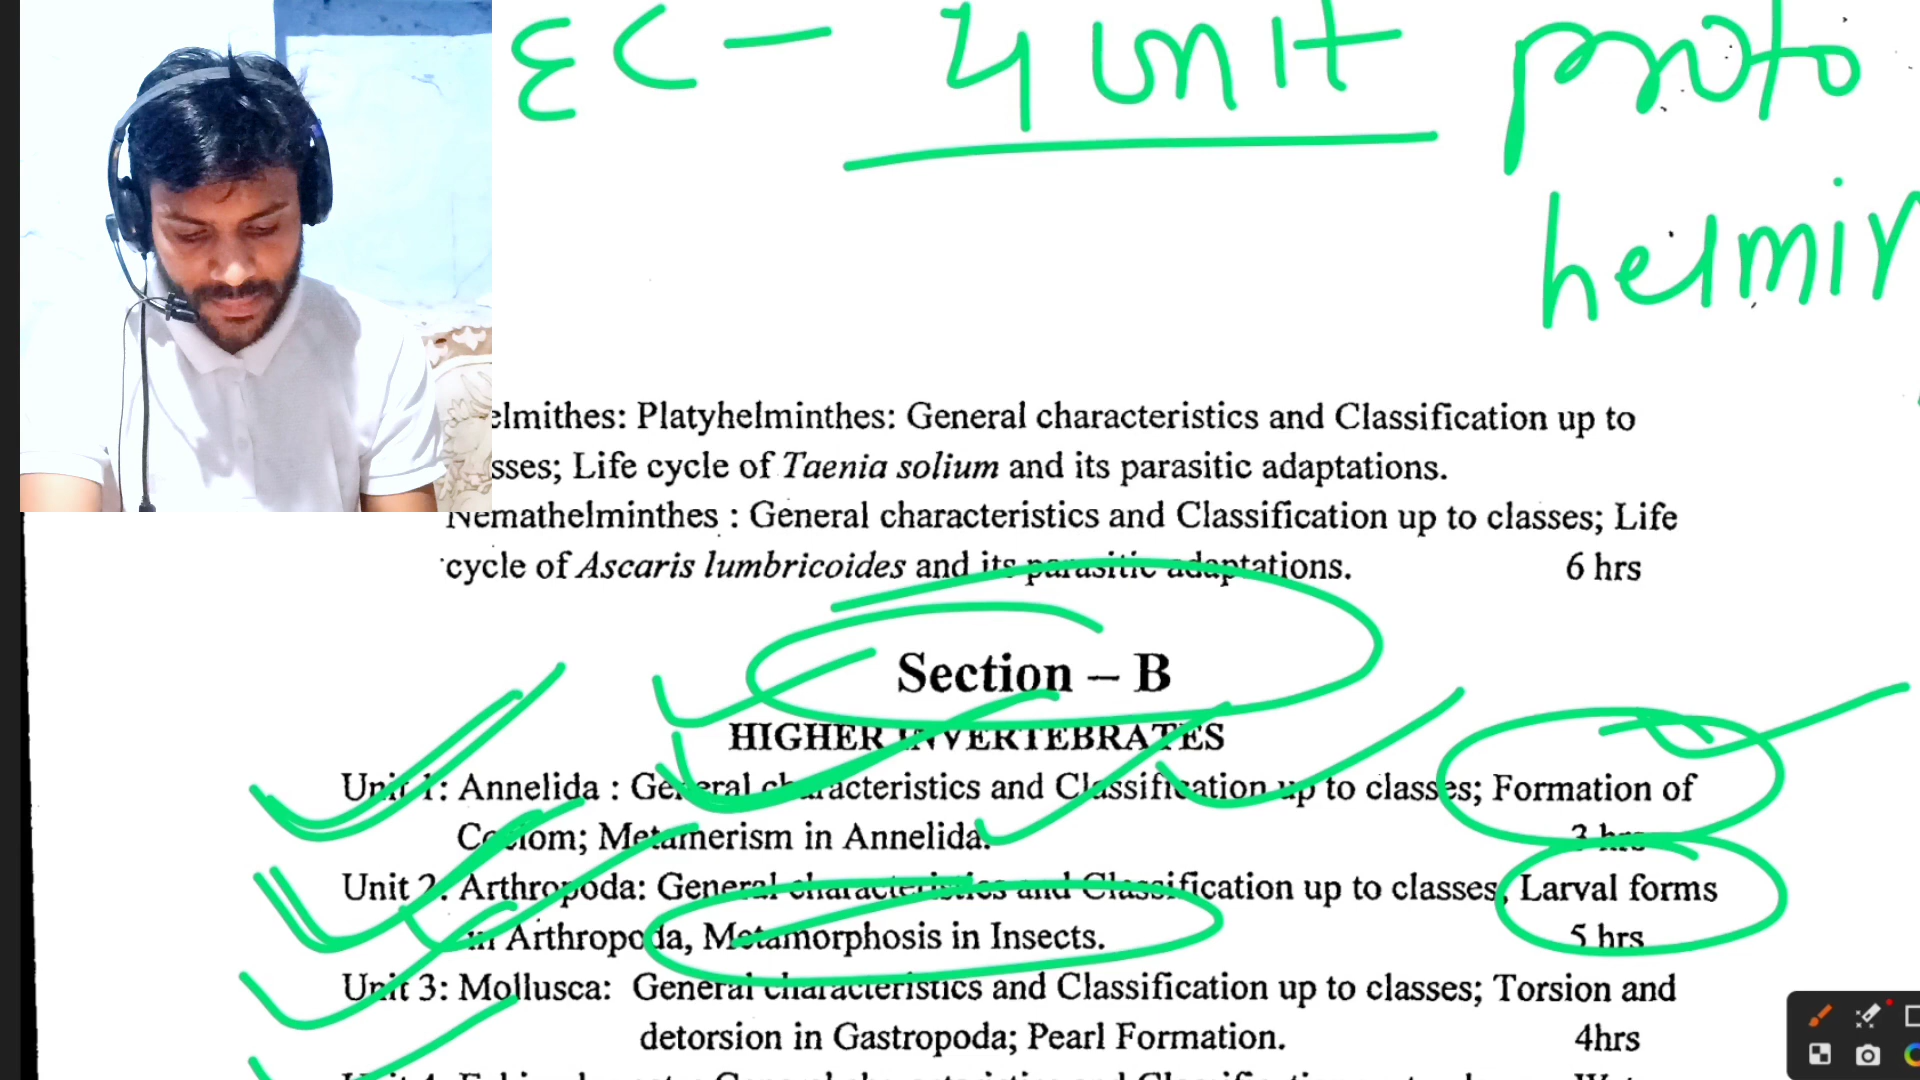 EC - 4 unit proto
helmin
elmithes: Platyhelminthes: General characteristics and Classification up to
sses; Life cycle of Taenia solium and its parasitic adaptations.
Nemathelminthes : General characteristics and Classification up to classes; Life
cycle of Ascaris lumbricoides and its parasitic adaptations. 6 hrs
Section – B
HIGHER INVERTEBRATES
Unit 1: Annelida : General characteristics and Classification up to classes; Formation of
Coelom; Metamerism in Annelida. 3 hrs
Unit 2: Arthropoda: General characteristics and Classification up to classes, Larval forms
in Arthropoda, Metamorphosis in Insects. 5 hrs
Unit 3: Mollusca: General characteristics and Classification up to classes; Torsion and
detorsion in Gastropoda; Pearl Formation. 4hrs